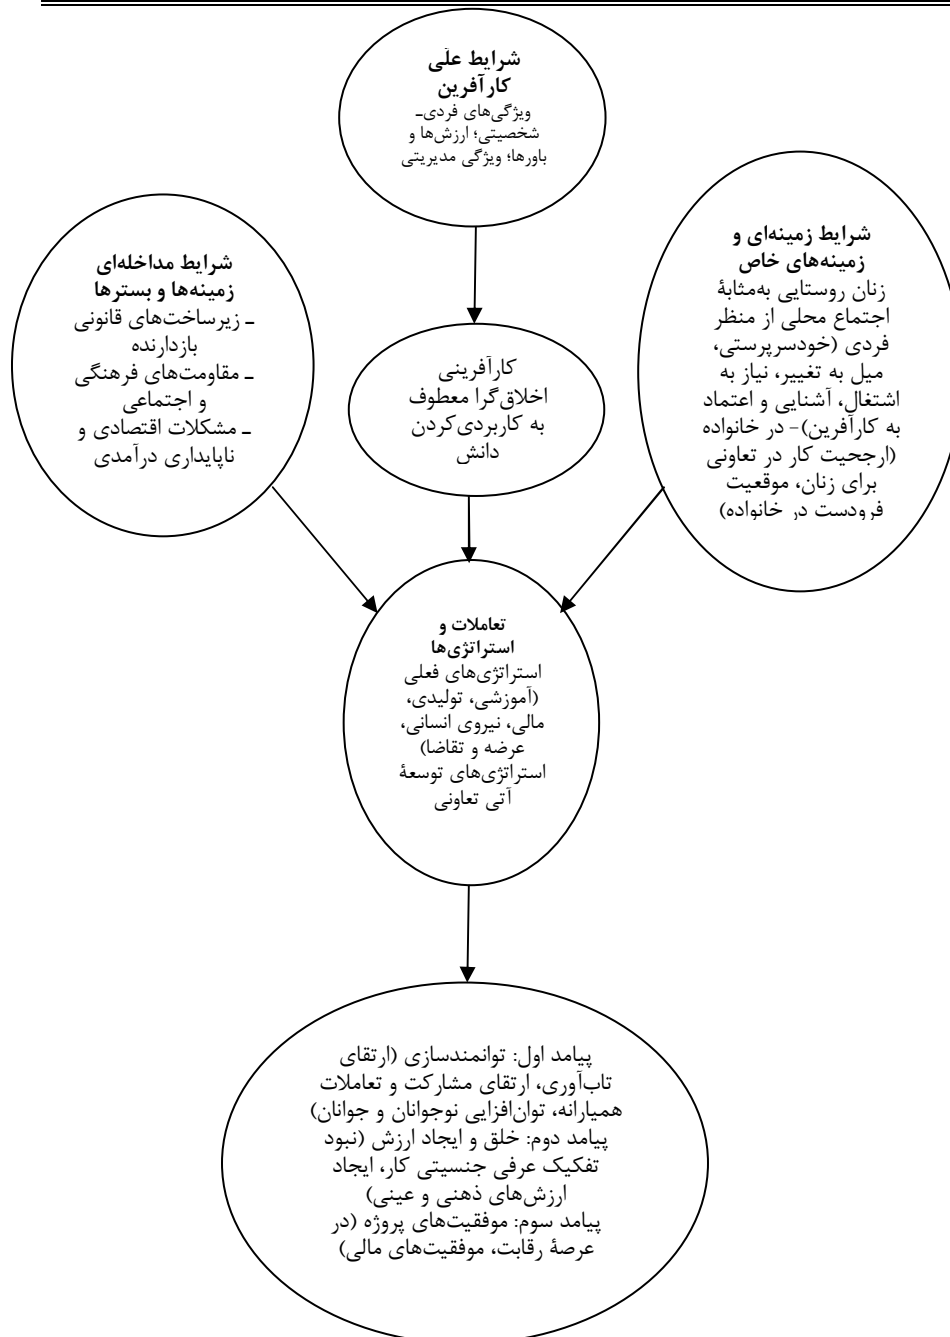 شرایط علّی
کارآفرین
ویژگی‌های فردی-
شخصیتی؛ ارزش‌ها و
باورها؛ ویژگی مدیریتی
شرایط زمینه‌ای و
زمینه‌های خاص
زنان روستایی به‌مثابۀ
اجتماع محلی از منظر
فردی (خودسرپرستی،
میل به تغییر، نیاز به
اشتغال، آشنایی و اعتماد
به کارآفرین)- در خانواده
(ارجحیت کار در تعاونی
برای زنان، موقعیت
فرودست در خانواده)
شرایط مداخله‌ای
زمینه‌ها و بسترها
- زیرساخت‌های قانونی
بازدارنده
- مقاومت‌های فرهنگی
و اجتماعی
- مشکلات اقتصادی و
ناپایداری درآمدی
کارآفرینی
اخلاق‌گرا معطوف
به کاربردی‌کردن
دانش
تعاملات و
استراتژی‌ها
استراتژی‌های فعلی
(آموزشی، تولیدی،
مالی، نیروی انسانی،
عرضه و تقاضا)
استراتژی‌های توسعۀ
آتی تعاونی
پیامد اول: توانمندسازی (ارتقای
تاب‌آوری، ارتقای مشارکت و تعاملات
همیارانه، توان‌افزایی نوجوانان و جوانان)
پیامد دوم: خلق و ایجاد ارزش (نبود
تفکیک عرفی جنسیتی کار، ایجاد
ارزش‌های ذهنی و عینی)
پیامد سوم: موفقیت‌های پروژه (در
عرصۀ رقابت، موفقیت‌های مالی)